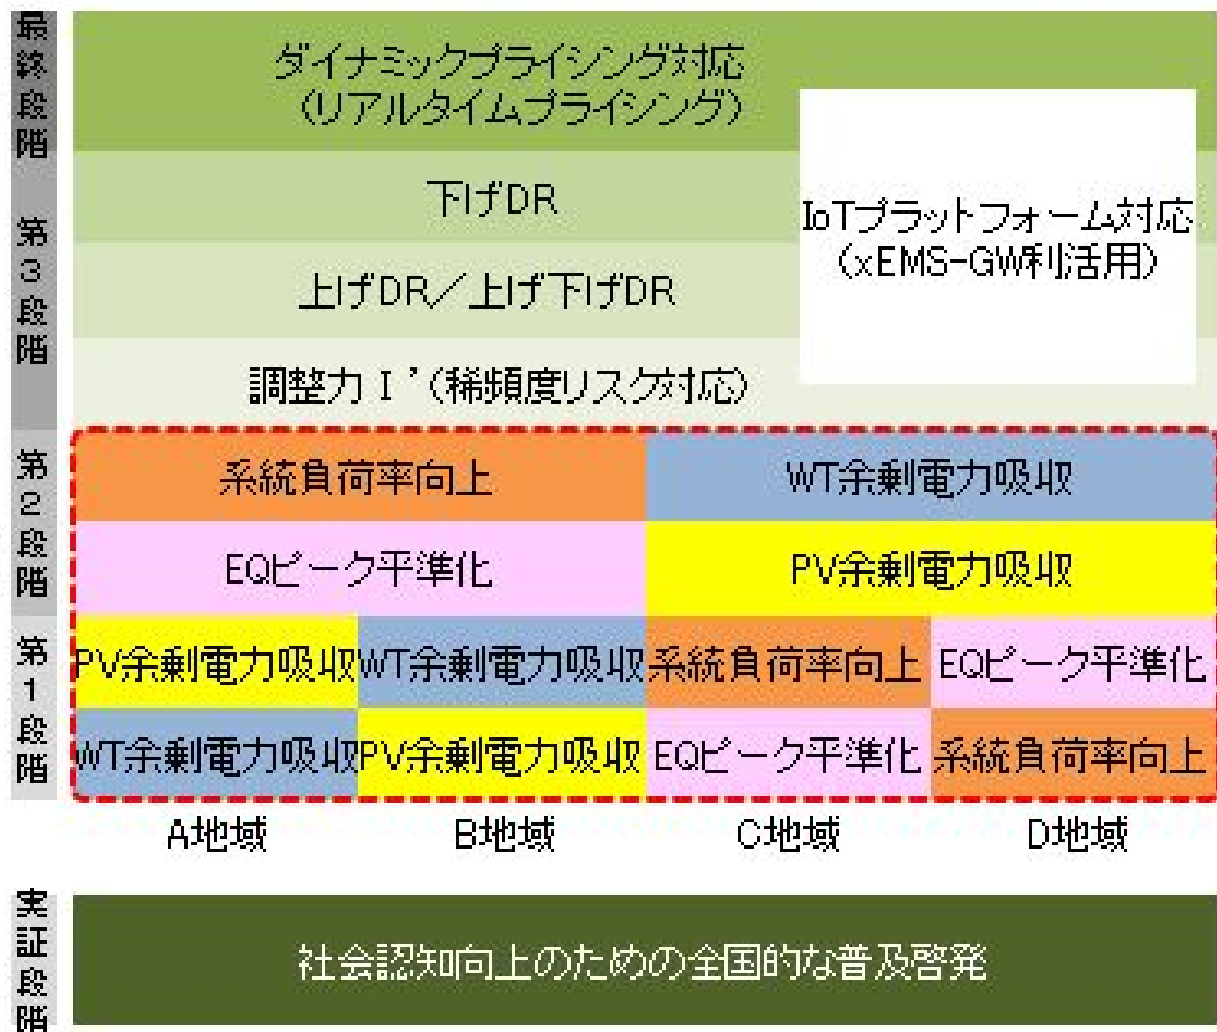 最終段階
ダイナミックプライシング対応
(リアルタイムプライシング)
IoTプラットフォーム対応
(xEMS-GW利活用)
第3段階
下げDR
上げDR/上げ下げDR
調整力Ⅰ’(稀頻度リスク対応)
第2段階
系統負荷率向上
WT余剰電力吸収
EQピーク平準化
PV余剰電力吸収
第1段階
PV余剰電力吸収
WT余剰電力吸収
系統負荷率向上
EQピーク平準化
WT余剰電力吸収
PV余剰電力吸収
EQピーク平準化
系統負荷率向上
A地域
B地域
C地域
D地域
実証段階
社会認知向上のための全国的な普及啓発